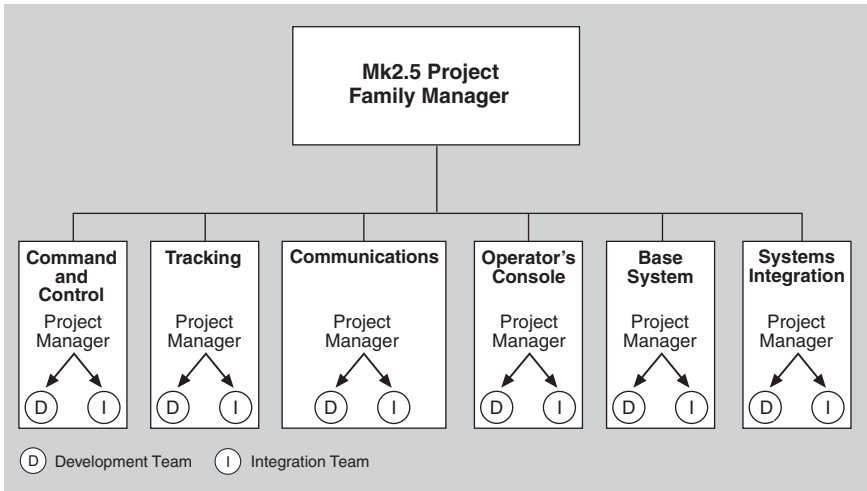 Mk2.5 Project
Family Manager
Command
and
Control
Project
Manager
D
I
Tracking
Project
Manager
D
I
Communications
Project
Manager
D
I
Operator's
Console
Project
Manager
D
I
Base
System
Project
Manager
D
I
Systems
Integration
Project
Manager
D
I
D Development Team
I Integration Team